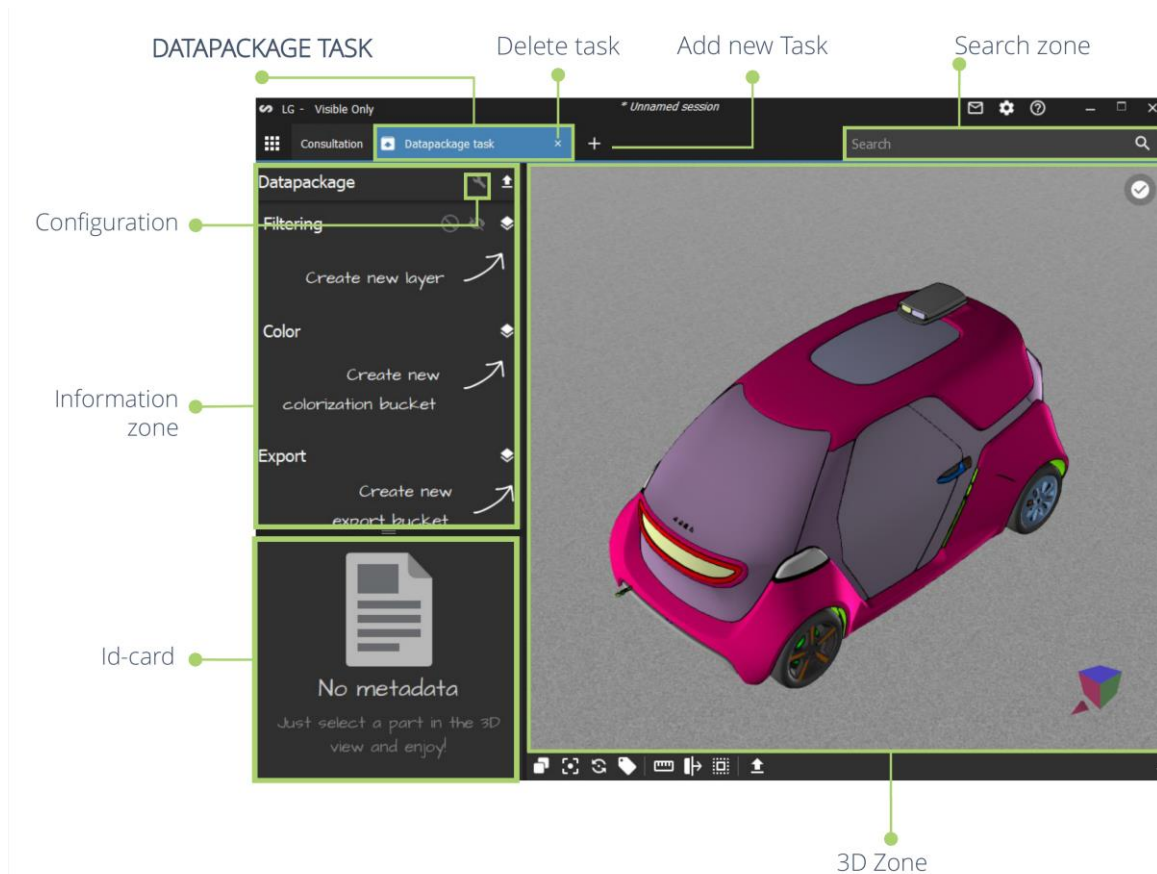 DATAPACKAGE TASK
Delete task
Add new Task
Search zone
LG - Visible Only
* Unnamed session
Consultation
Datapackage task
Search
Datapackage
Configuration
Filtering
Create new layer
Color
Create new
colorization bucket
Information
zone
Export
Create new
export bucket
Id-card
No metadata
Just select a part in the 3D
view and enjoy!
3D Zone